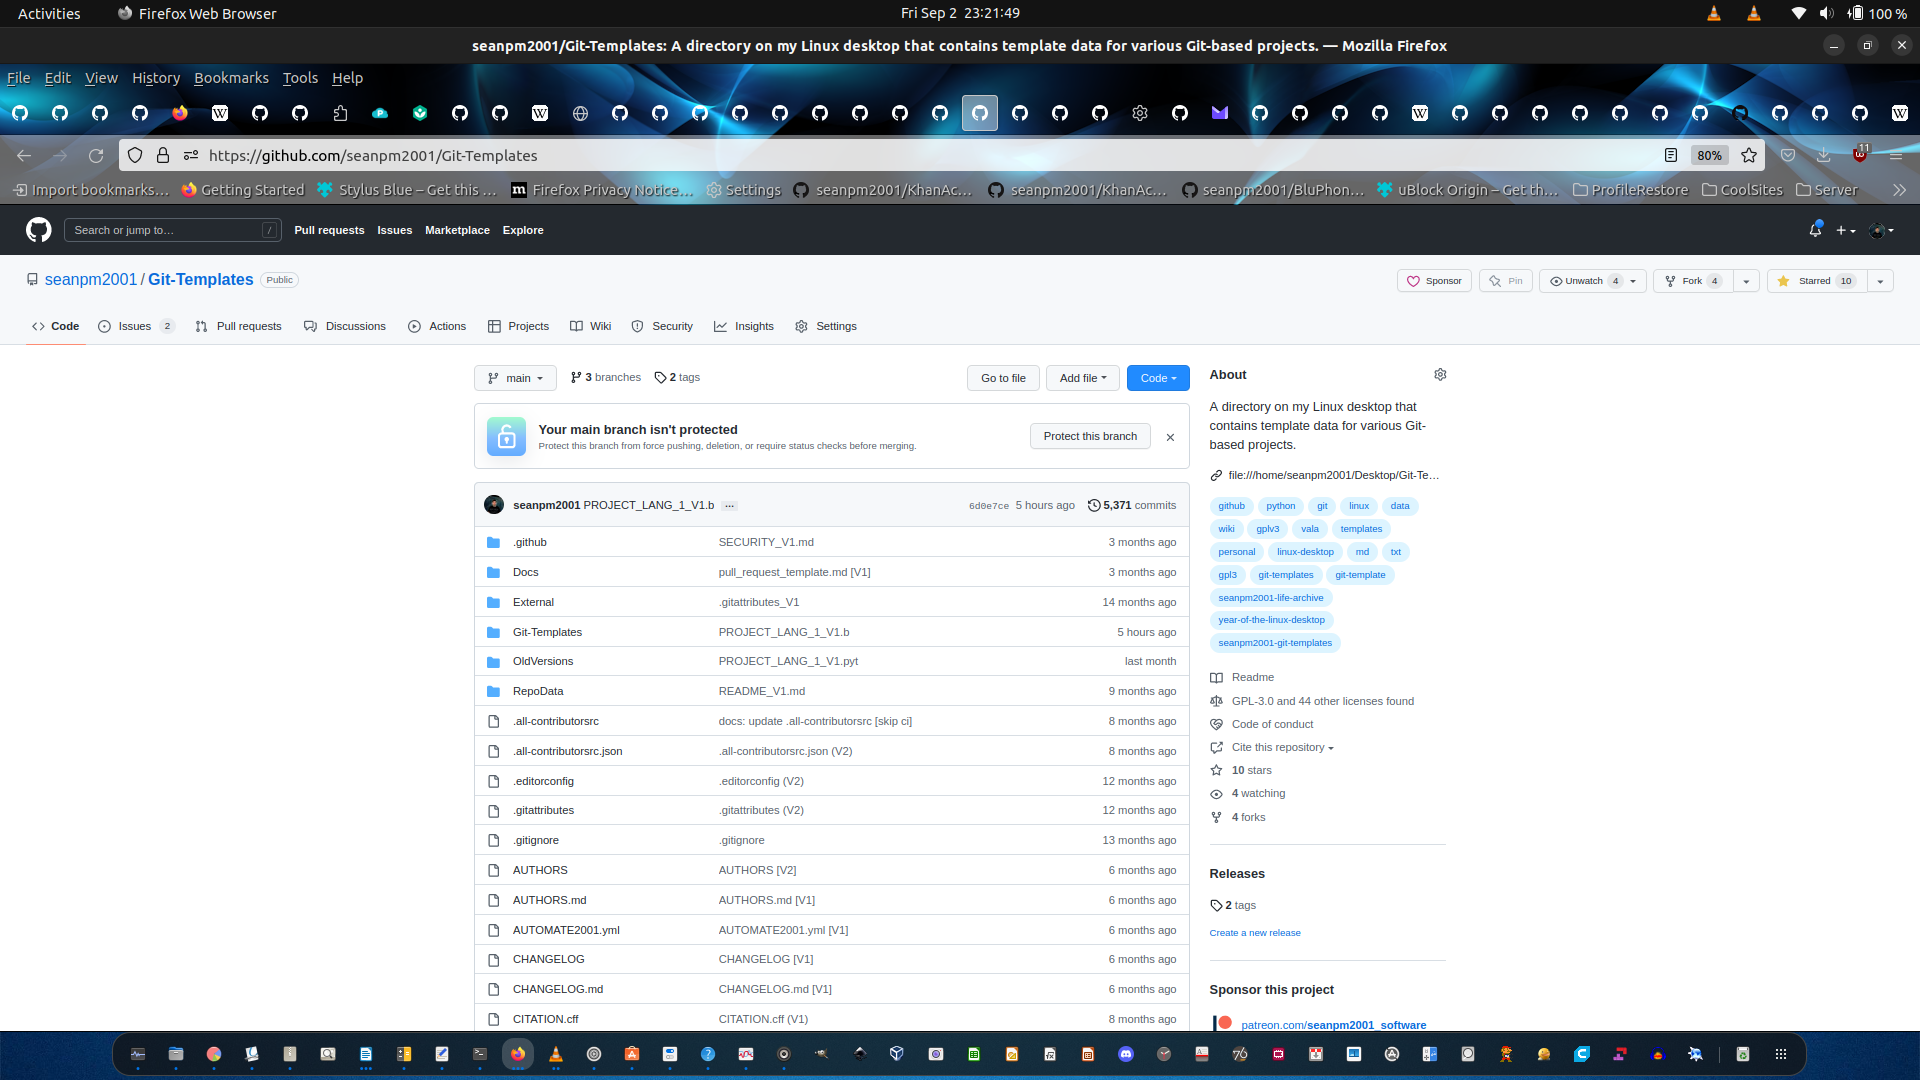 Activities Firefox Web Browser Fri Sep 2 23:21:49 100 %
seanpm2001/Git-Templates: A directory on my Linux desktop that contains template data for various Git-based projects. — Mozilla Firefox
File Edit View History Bookmarks Tools Help
https://github.com/seanpm2001/Git-Templates 80% 11
Import bookmarks… Getting Started Stylus Blue – Get this … Firefox Privacy Notice… Settings seanpm2001/KhanAc… seanpm2001/KhanAc… seanpm2001/BluPhon… uBlock Origin – Get th… ProfileRestore CoolSites Server
Search or jump to… / Pull requests Issues Marketplace Explore
seanpm2001 / Git-Templates Public Sponsor Pin Unwatch 4 Fork 4 Starred 10
Code Issues 2 Pull requests Discussions Actions Projects Wiki Security Insights Settings
main 3 branches 2 tags Go to file Add file Code
Your main branch isn't protected
Protect this branch from force pushing, deletion, or require status checks before merging.
Protect this branch
seanpm2001 PROJECT_LANG_1_V1.b ... 6d0e7ce 5 hours ago 5,371 commits
.github SECURITY_V1.md 3 months ago
Docs pull_request_template.md [V1] 3 months ago
External .gitattributes_V1 14 months ago
Git-Templates PROJECT_LANG_1_V1.b 5 hours ago
OldVersions PROJECT_LANG_1_V1.pyt last month
RepoData README_V1.md 9 months ago
.all-contributorsrc docs: update .all-contributorsrc [skip ci] 8 months ago
.all-contributorsrc.json .all-contributorsrc.json (V2) 8 months ago
.editorconfig .editorconfig (V2) 12 months ago
.gitattributes .gitattributes (V2) 12 months ago
.gitignore .gitignore 13 months ago
AUTHORS AUTHORS [V2] 6 months ago
AUTHORS.md AUTHORS.md [V1] 6 months ago
AUTOMATE2001.yml AUTOMATE2001.yml [V1] 6 months ago
CHANGELOG CHANGELOG [V1] 6 months ago
CHANGELOG.md CHANGELOG.md [V1] 6 months ago
CITATION.cff CITATION.cff (V1) 8 months ago
About
A directory on my Linux desktop that
contains template data for various Git-
based projects.
file:///home/seanpm2001/Desktop/Git-Te…
github python git linux data
wiki gplv3 vala templates
personal linux-desktop md txt
gpl3 git-templates git-template
seanpm2001-life-archive
year-of-the-linux-desktop
seanpm2001-git-templates
Readme
GPL-3.0 and 44 other licenses found
Code of conduct
Cite this repository
10 stars
4 watching
4 forks
Releases
2 tags
Create a new release
Sponsor this project
patreon.com/seanpm2001_software